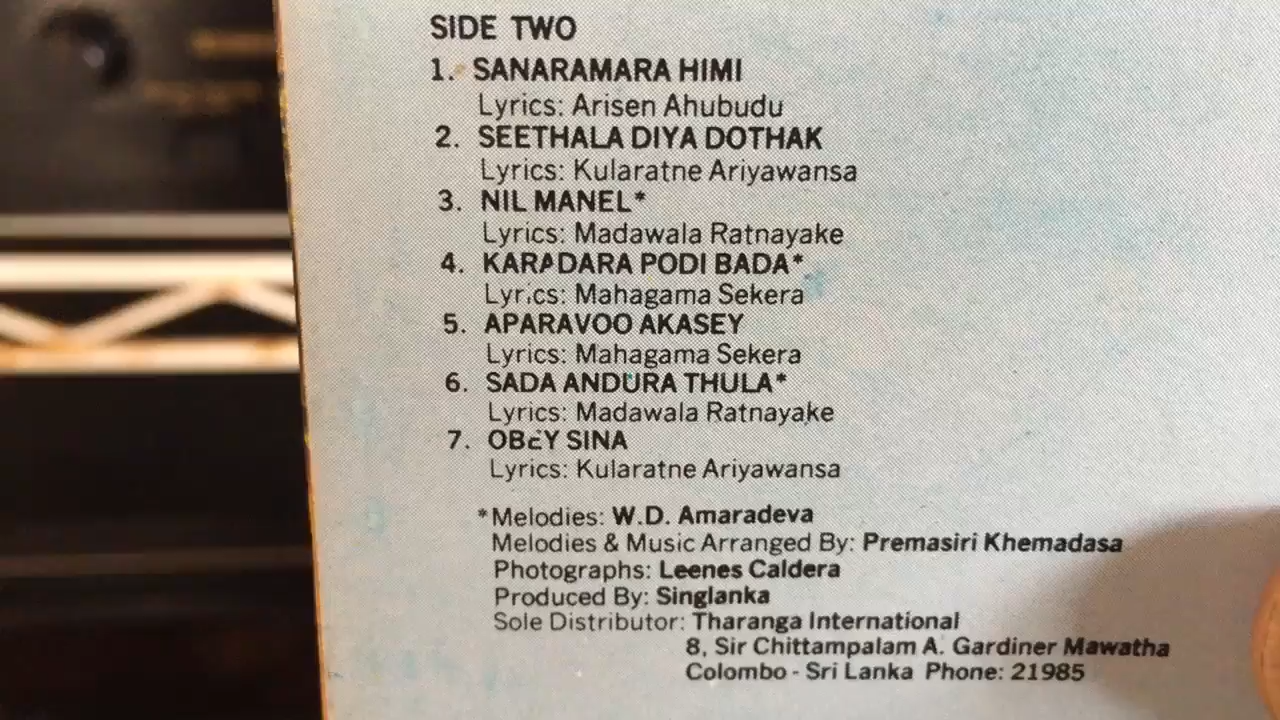 SIDE TWO
1. SANARAMARA HIMI
Lyrics: Arisen Ahubudu
2. SEETHALA DIYA DOTHAK
Lyrics: Kularatne Ariyawansa
3. NIL MANEL*
Lyrics: Madawala Ratnayake
4. KARADARA PODI BADA*
Lyrics: Mahagama Sekera
5. APARAVOO AKASEY
Lyrics: Mahagama Sekera
6. SADA ANDURA THULA*
Lyrics: Madawala Ratnayake
7. OBEY SINA
Lyrics: Kularatne Ariyawansa
*Melodies: W.D. Amaradeva
Melodies & Music Arranged By: Premasiri Khemadasa
Photographs: Leenes Caldera
Produced By: Singlanka
Sole Distributor: Tharanga International
8, Sir Chittampalam A. Gardiner Mawatha
Colombo - Sri Lanka Phone: 21985